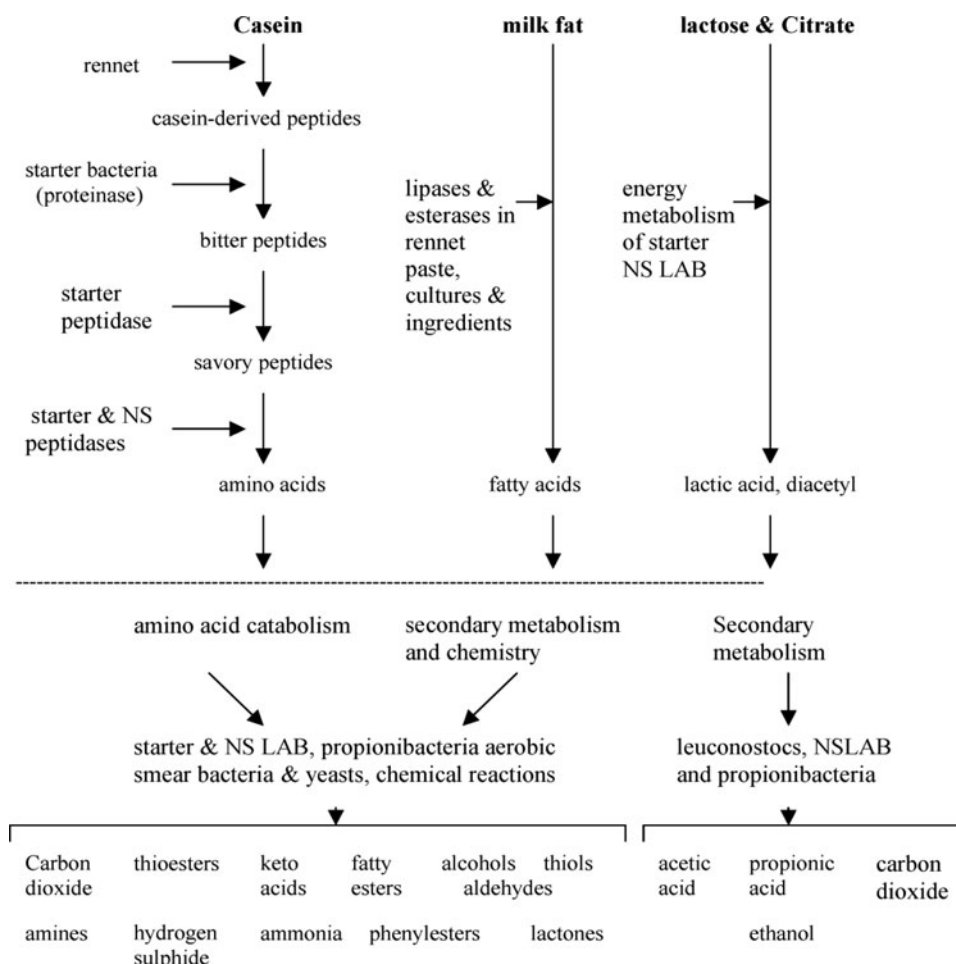 Casein
milk fat
lactose & Citrate
rennet
casein-derived peptides
starter bacteria
(proteinase)
lipases &
esterases in
rennet
paste,
cultures &
ingredients
energy
metabolism
of starter
NS LAB
bitter peptides
starter
peptidase
savory peptides
starter & NS
peptidases
amino acids
fatty acids
lactic acid, diacetyl
amino acid catabolism
secondary metabolism
and chemistry
Secondary
metabolism
starter & NS LAB, propionibacteria aerobic
smear bacteria & yeasts, chemical reactions
leuconostocs, NSLAB
and propionibacteria
Carbon
dioxide
thioesters
keto
acids
fatty
esters
alcohols
aldehydes
thiols
acetic
acid
propionic
acid
carbon
dioxide
amines
hydrogen
sulphide
ammonia
phenylesters
lactones
ethanol